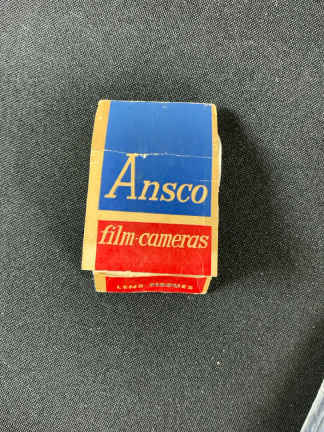 Ansco
film-cameras
LENS TISSUES